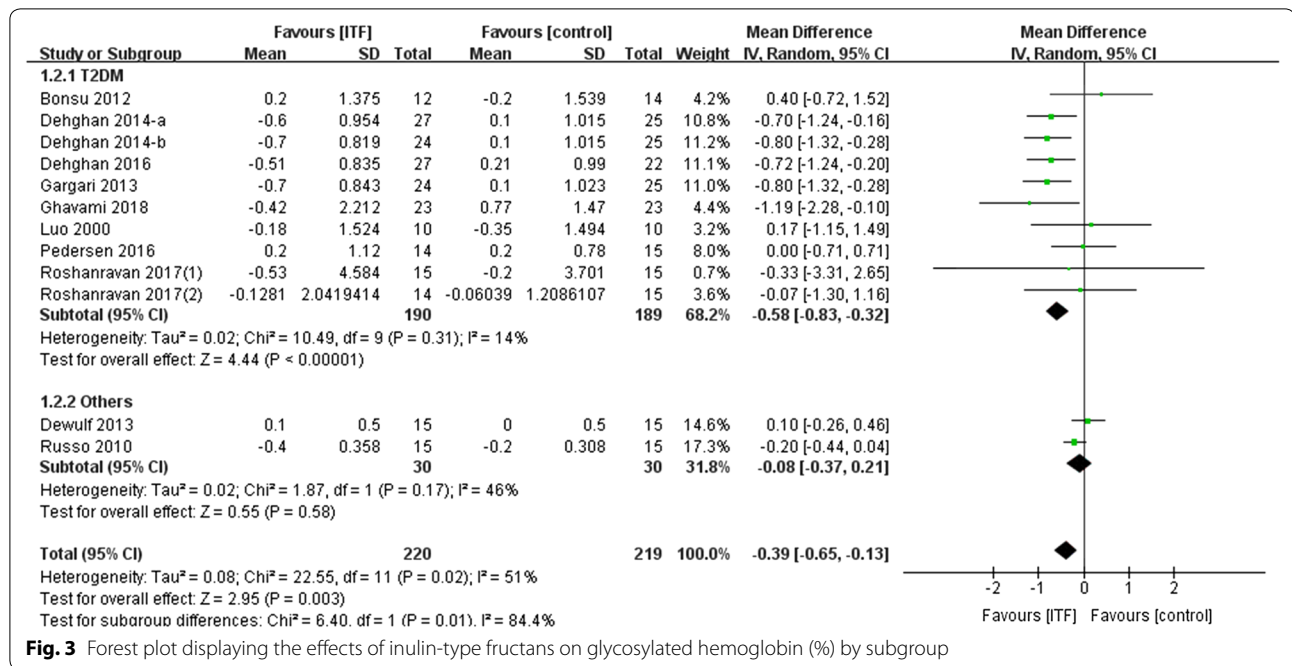 Favours [ITF] Favours [control] Mean Difference Mean Difference
Study or Subgroup Mean SD Total Mean SD Total Weight IV, Random, 95% CI IV, Random, 95% CI
1.2.1 T2DM
Bonsu 2012 0.2 1.375 12 -0.2 1.539 14 4.2% 0.40 [-0.72, 1.52]
Dehghan 2014-a -0.6 0.954 27 0.1 1.015 25 10.8% -0.70 [-1.24, -0.16]
Dehghan 2014-b -0.7 0.819 24 0.1 1.015 25 11.2% -0.80 [-1.32, -0.28]
Dehghan 2016 -0.51 0.835 27 0.21 0.99 22 11.1% -0.72 [-1.24, -0.20]
Gargari 2013 -0.7 0.843 24 0.1 1.023 25 11.0% -0.80 [-1.32, -0.28]
Ghavami 2018 -0.42 2.212 23 0.77 1.47 23 4.4% -1.19 [-2.28, -0.10]
Luo 2000 -0.18 1.524 10 -0.35 1.494 10 3.2% 0.17 [-1.15, 1.49]
Pedersen 2016 0.2 1.12 14 0.2 0.78 15 8.0% 0.00 [-0.71, 0.71]
Roshanravan 2017(1) -0.53 4.584 15 -0.2 3.701 15 0.7% -0.33 [-3.31, 2.65]
Roshanravan 2017(2) -0.1281 2.0419414 14 -0.06039 1.2086107 15 3.6% -0.07 [-1.30, 1.16]
Subtotal (95% CI) 190 189 68.2% -0.58 [-0.83, -0.32]
Heterogeneity: Tau² = 0.02; Chi² = 10.49, df = 9 (P = 0.31); I² = 14%
Test for overall effect: Z = 4.44 (P < 0.00001)
1.2.2 Others
Dewulf 2013 0.1 0.5 15 0 0.5 15 14.6% 0.10 [-0.26, 0.46]
Russo 2010 -0.4 0.358 15 -0.2 0.308 15 17.3% -0.20 [-0.44, 0.04]
Subtotal (95% CI) 30 30 31.8% -0.08 [-0.37, 0.21]
Heterogeneity: Tau² = 0.02; Chi² = 1.87, df = 1 (P = 0.17); I² = 46%
Test for overall effect: Z = 0.55 (P = 0.58)
Total (95% CI) 220 219 100.0% -0.39 [-0.65, -0.13]
Heterogeneity: Tau² = 0.08; Chi² = 22.55, df = 11 (P = 0.02); I² = 51%
Test for overall effect: Z = 2.95 (P = 0.003)
Test for subgroup differences: Chi² = 6.40, df = 1 (P = 0.01), I² = 84.4%
-2 -1 0 1 2
Favours [ITF] Favours [control]
Fig. 3 Forest plot displaying the effects of inulin-type fructans on glycosylated hemoglobin (%) by subgroup